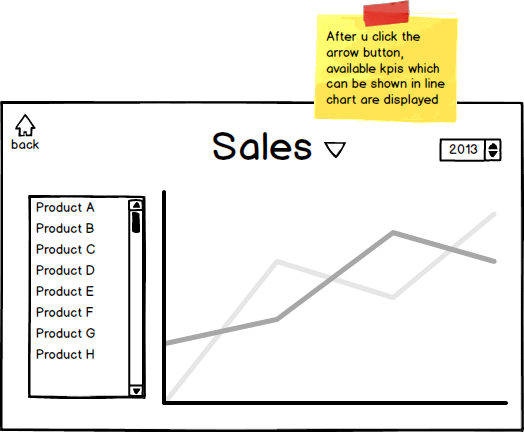 After u click the
arrow button,
available kpis which
can be shown in line
chart are displayed
back
Sales
2013
Product A
Product B
Product C
Product D
Product E
Product F
Product G
Product H